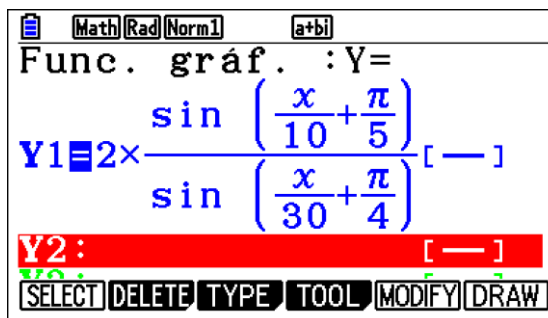 Math Rad Norm1 a+bi
Func. gráf. :Y=
Y1=2×sin(x/10+π/5)/sin(x/30+π/4) [—]
Y2: [—]
SELECT DELETE TYPE TOOL MODIFY DRAW